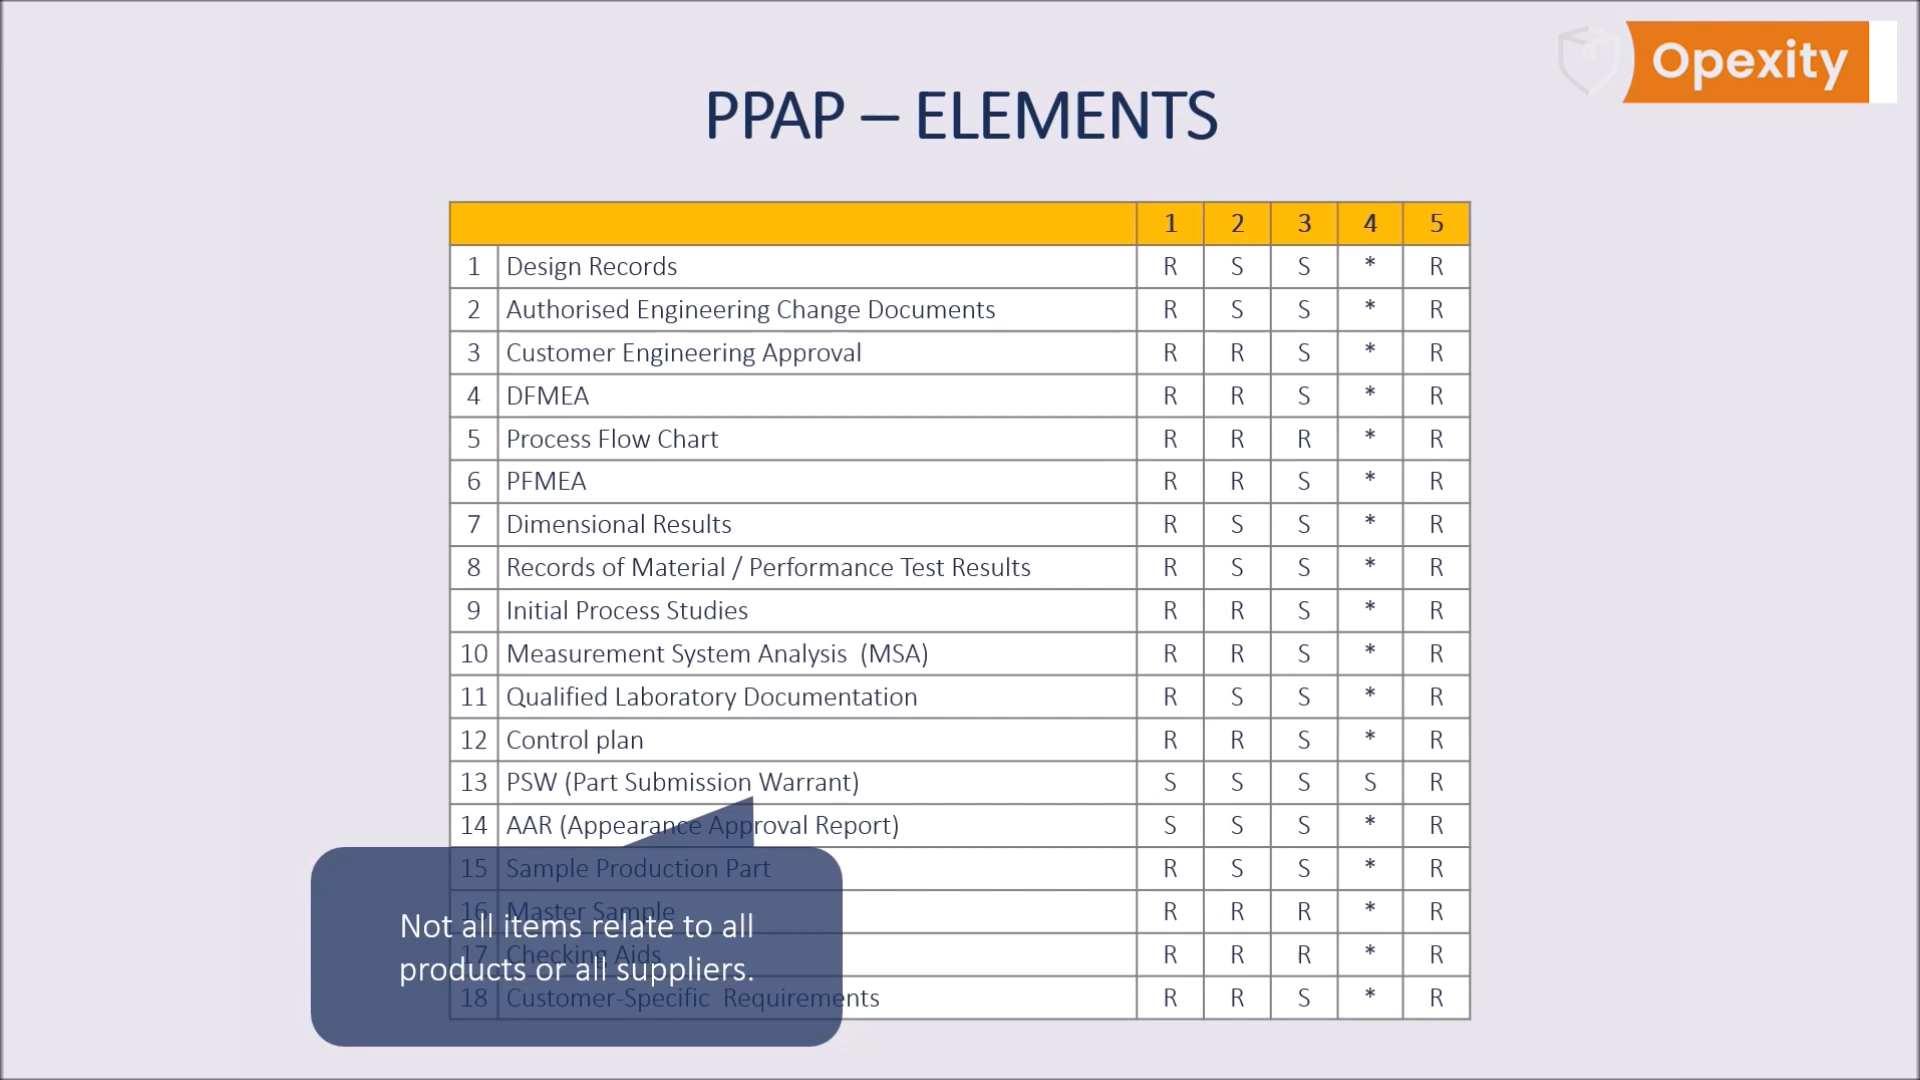 Opexity
PPAP – ELEMENTS
1 2 3 4 5
1 Design Records R S S * R
2 Authorised Engineering Change Documents R S S * R
3 Customer Engineering Approval R R S * R
4 DFMEA R R S * R
5 Process Flow Chart R R R * R
6 PFMEA R R S * R
7 Dimensional Results R S S * R
8 Records of Material / Performance Test Results R S S * R
9 Initial Process Studies R R S * R
10 Measurement System Analysis (MSA) R R S * R
11 Qualified Laboratory Documentation R S S * R
12 Control plan R R S * R
13 PSW (Part Submission Warrant) S S S S R
14 AAR (Appearance Approval Report) S S S * R
15 Sample Production Part R S S * R
16 Master Sample R R R * R
17 Checking Aids R R R * R
18 Customer-Specific Requirements R R S * R
Not all items relate to all
products or all suppliers.